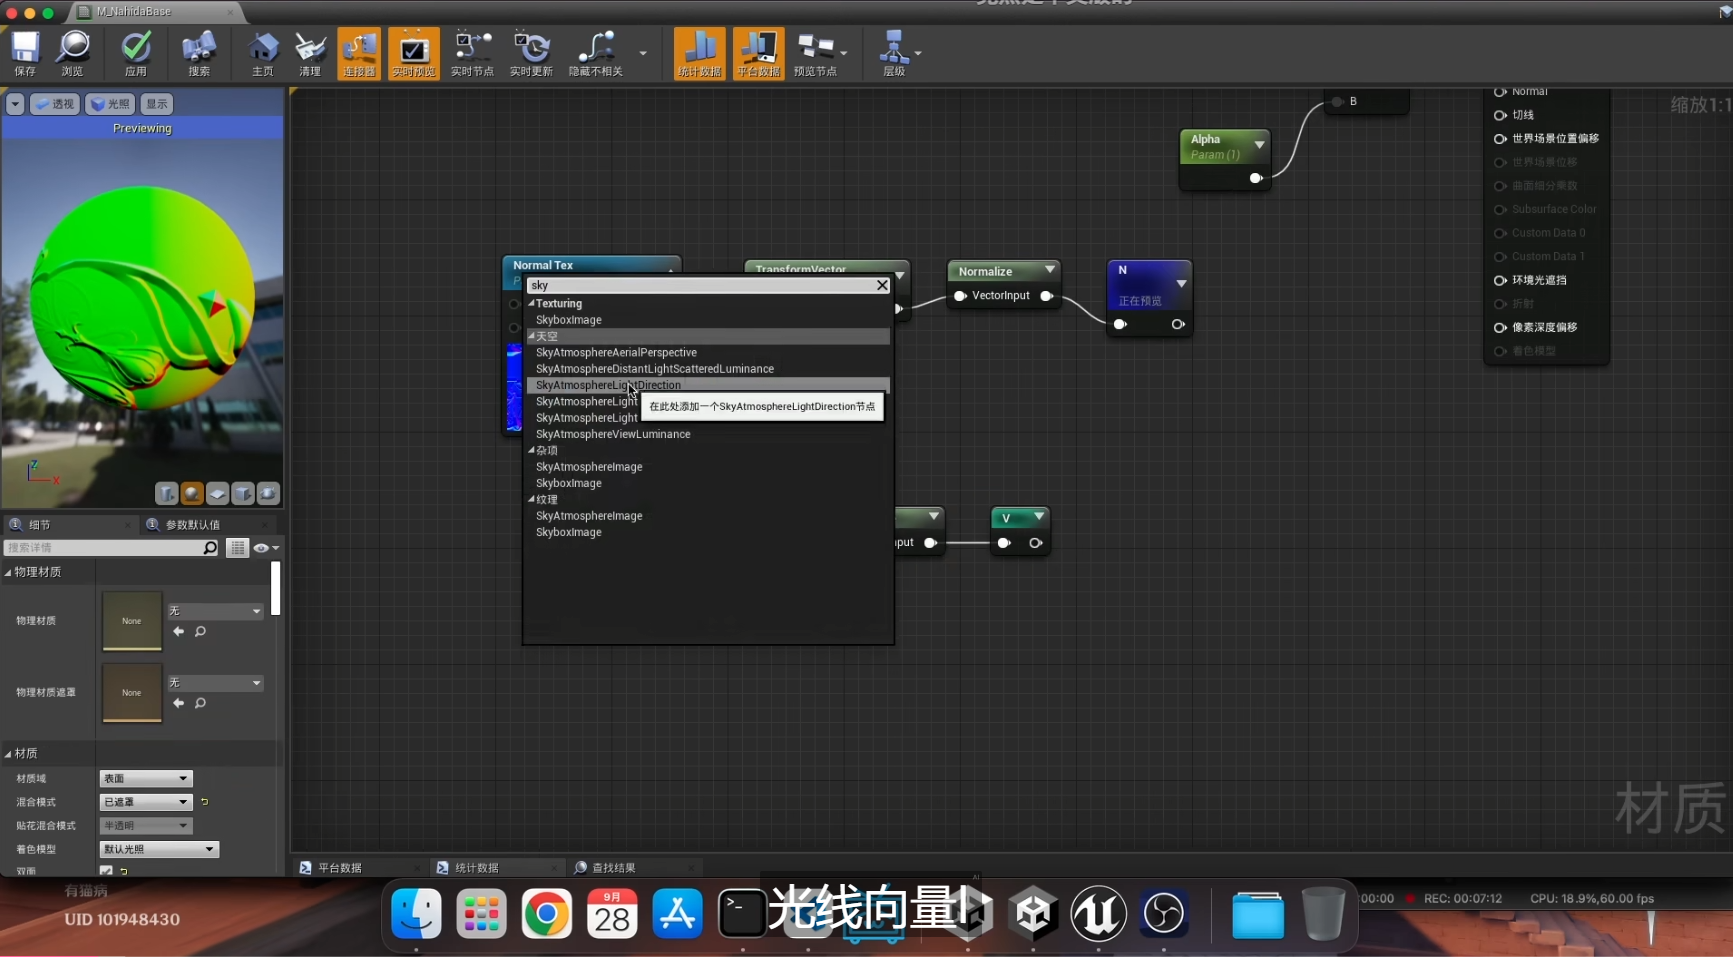 M_NahidaBase
保存
浏览
应用
搜索
主页
清理
连接器
实时预览
实时节点
实时更新
隐藏不相关
统计数据
平台数据
预览节点
层级
透视
光照
显示
Previewing
缩放1:1
Normal
切线
世界场景位置偏移
世界场景位移
曲面细分乘数
Subsurface Color
Custom Data 0
Custom Data 1
环境光遮挡
折射
像素深度偏移
着色模型
B
Alpha
Param (1)
Normal Tex
TransformVector
Normalize
VectorInput
N
正在预览
sky
Texturing
SkyboxImage
天空
SkyAtmosphereAerialPerspective
SkyAtmosphereDistantLightScatteredLuminance
SkyAtmosphereLightDirection
SkyAtmosphereLight
在此处添加一个SkyAtmosphereLightDirection节点
SkyAtmosphereLight
SkyAtmosphereViewLuminance
杂项
SkyAtmosphereImage
SkyboxImage
纹理
SkyAtmosphereImage
SkyboxImage
put
V
Z
X
细节
参数默认值
搜索详情
物理材质
物理材质
None
无
物理材质遮罩
None
无
材质
材质域
表面
混合模式
已遮罩
贴花混合模式
半透明
着色模型
默认光照
双面
材质
平台数据
统计数据
查找结果
有猫病
UID 101948430
9月
28
光线向量l
00:00
REC: 00:07:12
CPU: 18.9%,60.00 fps